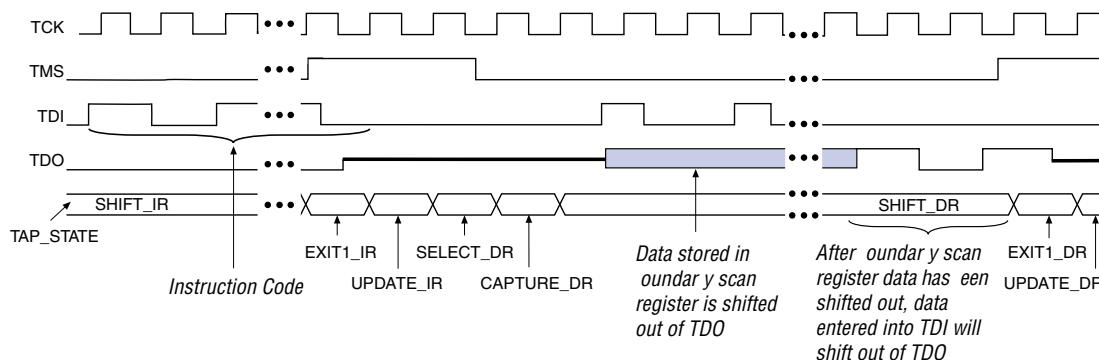 TCK
TMS
TDI
TDO
SHIFT_IR
SHIFT_DR
TAP_STATE
EXIT1_IR
SELECT_DR
EXIT1_DR
Instruction Code
UPDATE_IR
CAPTURE_DR
UPDATE_DR
Data stored in
oundar y scan
register is shifted
out of TDO
After oundar y scan
register data has een
shifted out, data
entered into TDI will
shift out of TDO